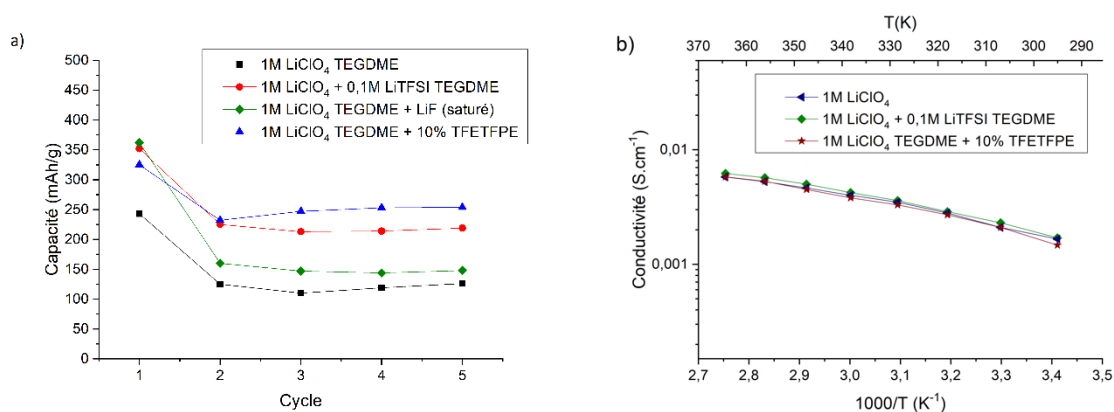 a)
500
450
400
350
300
250
200
150
100
50
0
Capacité (mAh/g)
1M LiClO₄ TEGDME
1M LiClO₄ + 0,1M LiTFSI TEGDME
1M LiClO₄ TEGDME + LiF (saturé)
1M LiClO₄ TEGDME + 10% TFETFPE
1 2 3 4 5
Cycle
b)
T(K)
370 360 350 340 330 320 310 300 290
1M LiClO₄
1M LiClO₄ + 0,1M LiTFSI TEGDME
1M LiClO₄ TEGDME + 10% TFETFPE
0,01
0,001
Conductivité (S.cm⁻¹)
2,7 2,8 2,9 3,0 3,1 3,2 3,3 3,4 3,5
1000/T (K⁻¹)